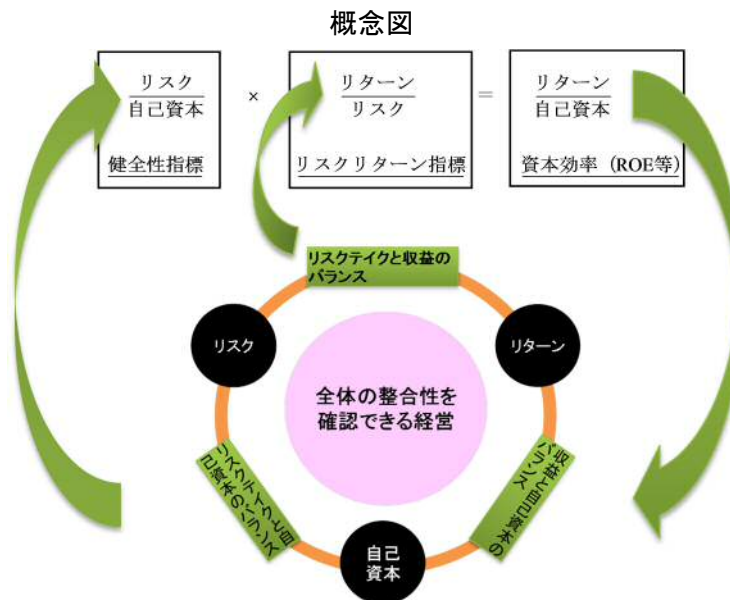 概念図
リスク
自己資本
健全性指標
×
リターン
リスク
リスクリターン指標
=
リターン
自己資本
資本効率（ROE等）
リスクテイクと収益の
バランス
リスク
リターン
全体の整合性を
確認できる経営
リスクテイクと自
己資本のバランス
収益と自己資本の
バランス
自己
資本